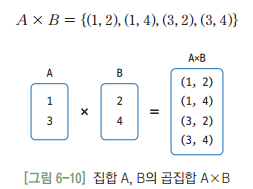 A × B = {(1, 2), (1, 4), (3, 2), (3, 4)}
A B A×B
1 2 (1, 2)
3 × 4 = (1, 4)
(3, 2)
(3, 4)
[그림 6-10] 집합 A, B의 곱집합 A×B